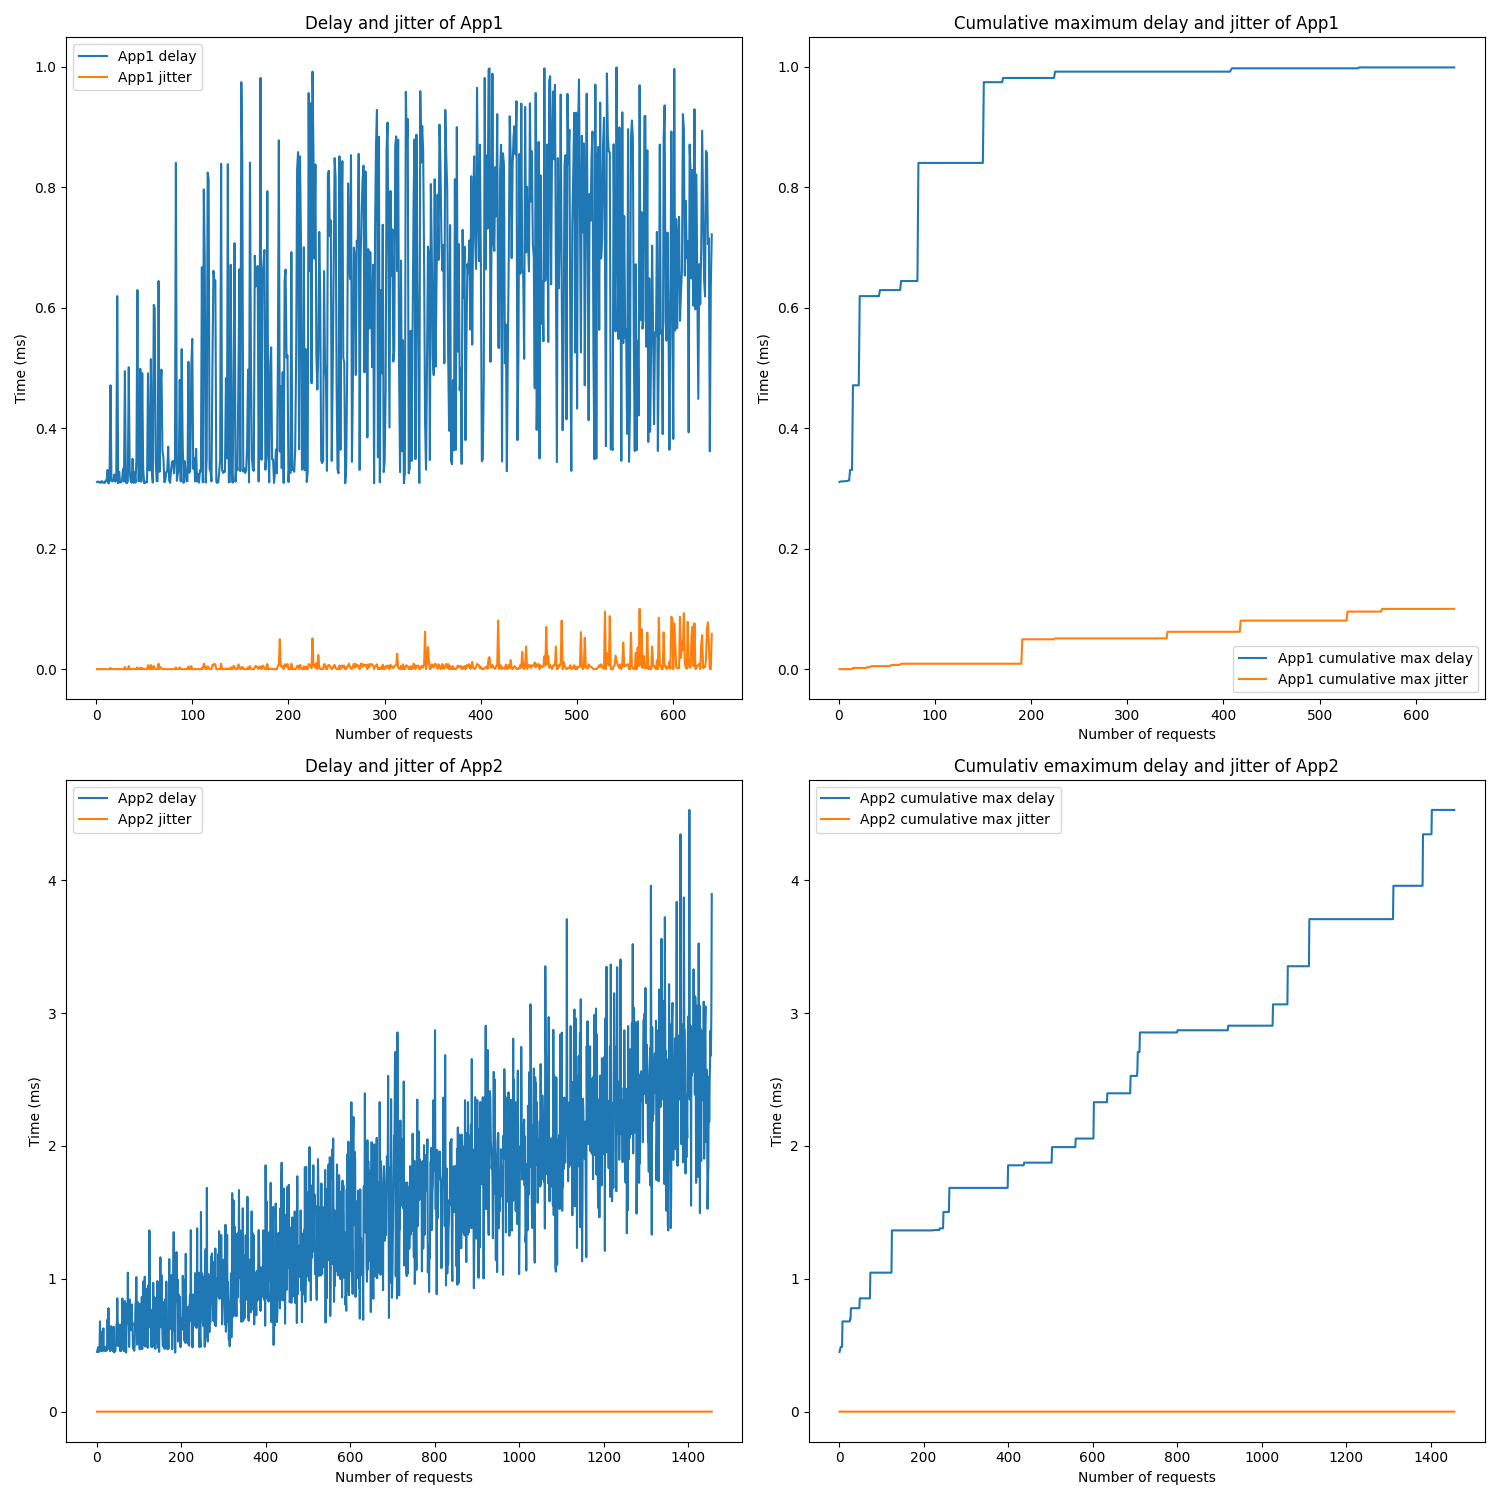 Delay and jitter of App1
App1 delay
App1 jitter
1.0
0.8
0.6
0.4
0.2
0.0
Time (ms)
0 100 200 300 400 500 600
Number of requests
Cumulative maximum delay and jitter of App1
1.0
0.8
0.6
0.4
0.2
0.0
Time (ms)
App1 cumulative max delay
App1 cumulative max jitter
0 100 200 300 400 500 600
Number of requests
Delay and jitter of App2
App2 delay
App2 jitter
4
3
2
1
0
Time (ms)
0 200 400 600 800 1000 1200 1400
Number of requests
Cumulativ emaximum delay and jitter of App2
App2 cumulative max delay
App2 cumulative max jitter
4
3
2
1
0
Time (ms)
0 200 400 600 800 1000 1200 1400
Number of requests